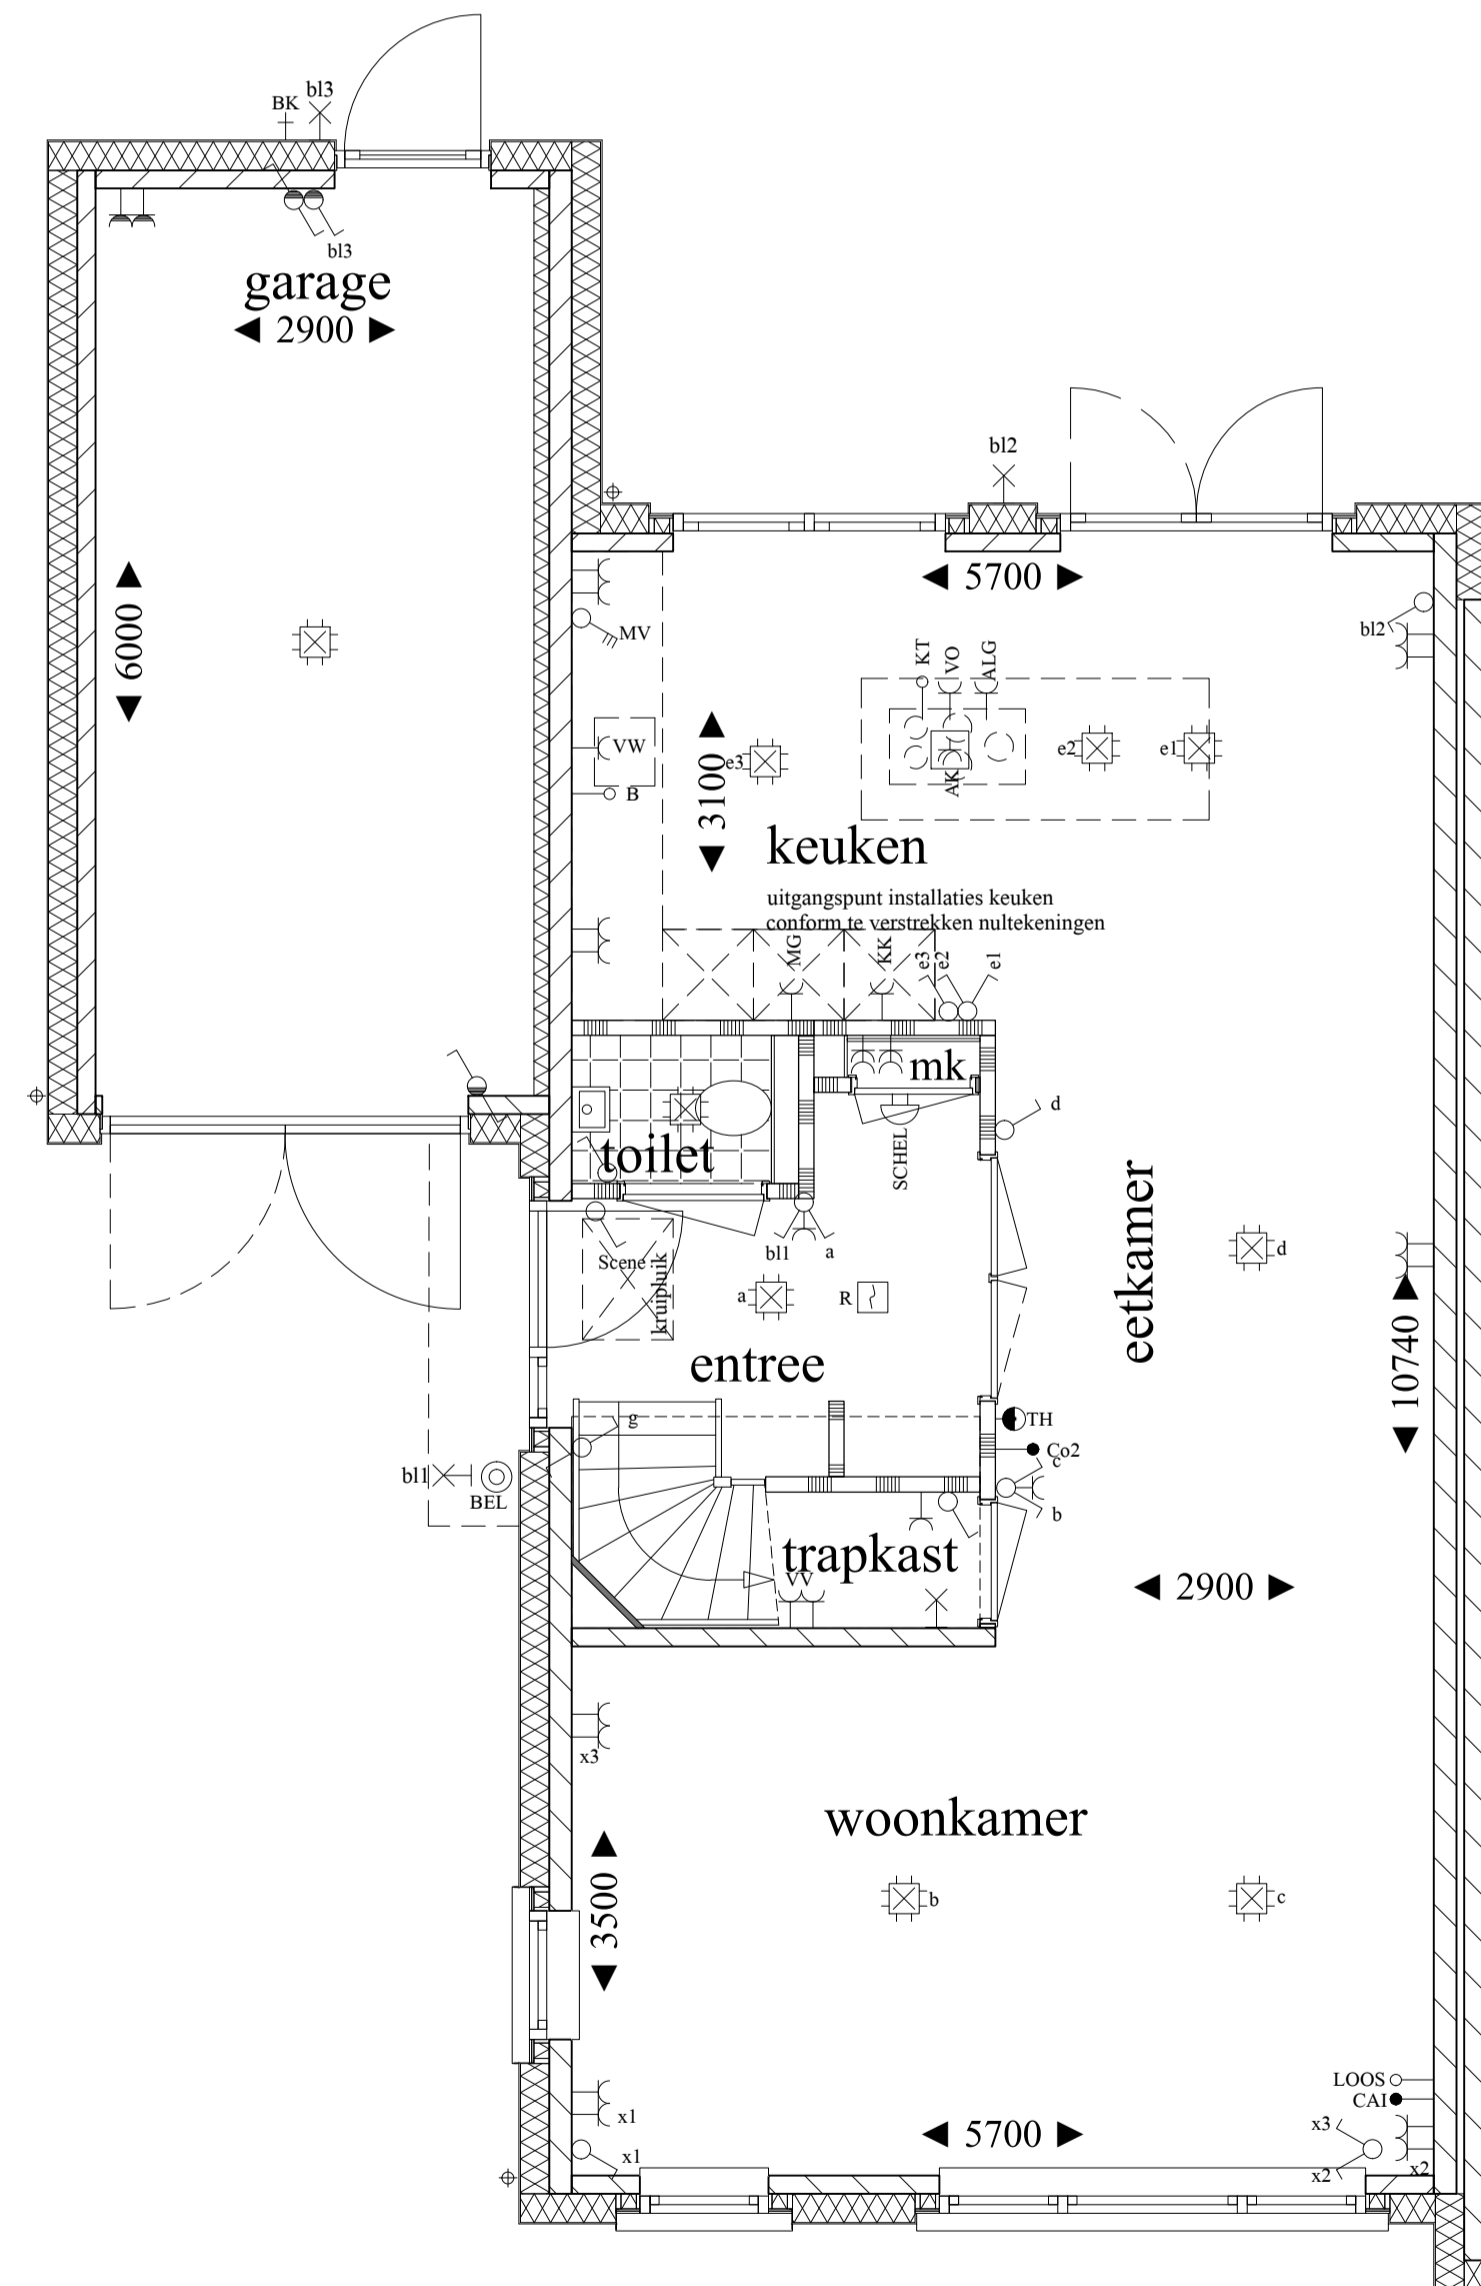 bl3
BK
bl3
garage
◄ 2900 ►
bl2
◄ 5700 ►
◄ 6000 ►
MV
bl2
KT
VO
ALG
VW
e3
e2
e1
AK
B
◄ 3100 ►
keuken
uitgangspunt installaties keuken
conform te verstrekken nultekeningen
MG
KK
e3
e2
e1
mk
d
toilet
SCHEL
eetkamer
bl1
a
d
Scene
kruipluik
a
R
entree
◄ 10740 ►
g
TH
Co2
c
bl1
BEL
b
trapkast
VV
◄ 2900 ►
x3
woonkamer
◄ 3500 ►
b
c
LOOS
CAI
x1
x3
◄ 5700 ►
x1
x2
x2